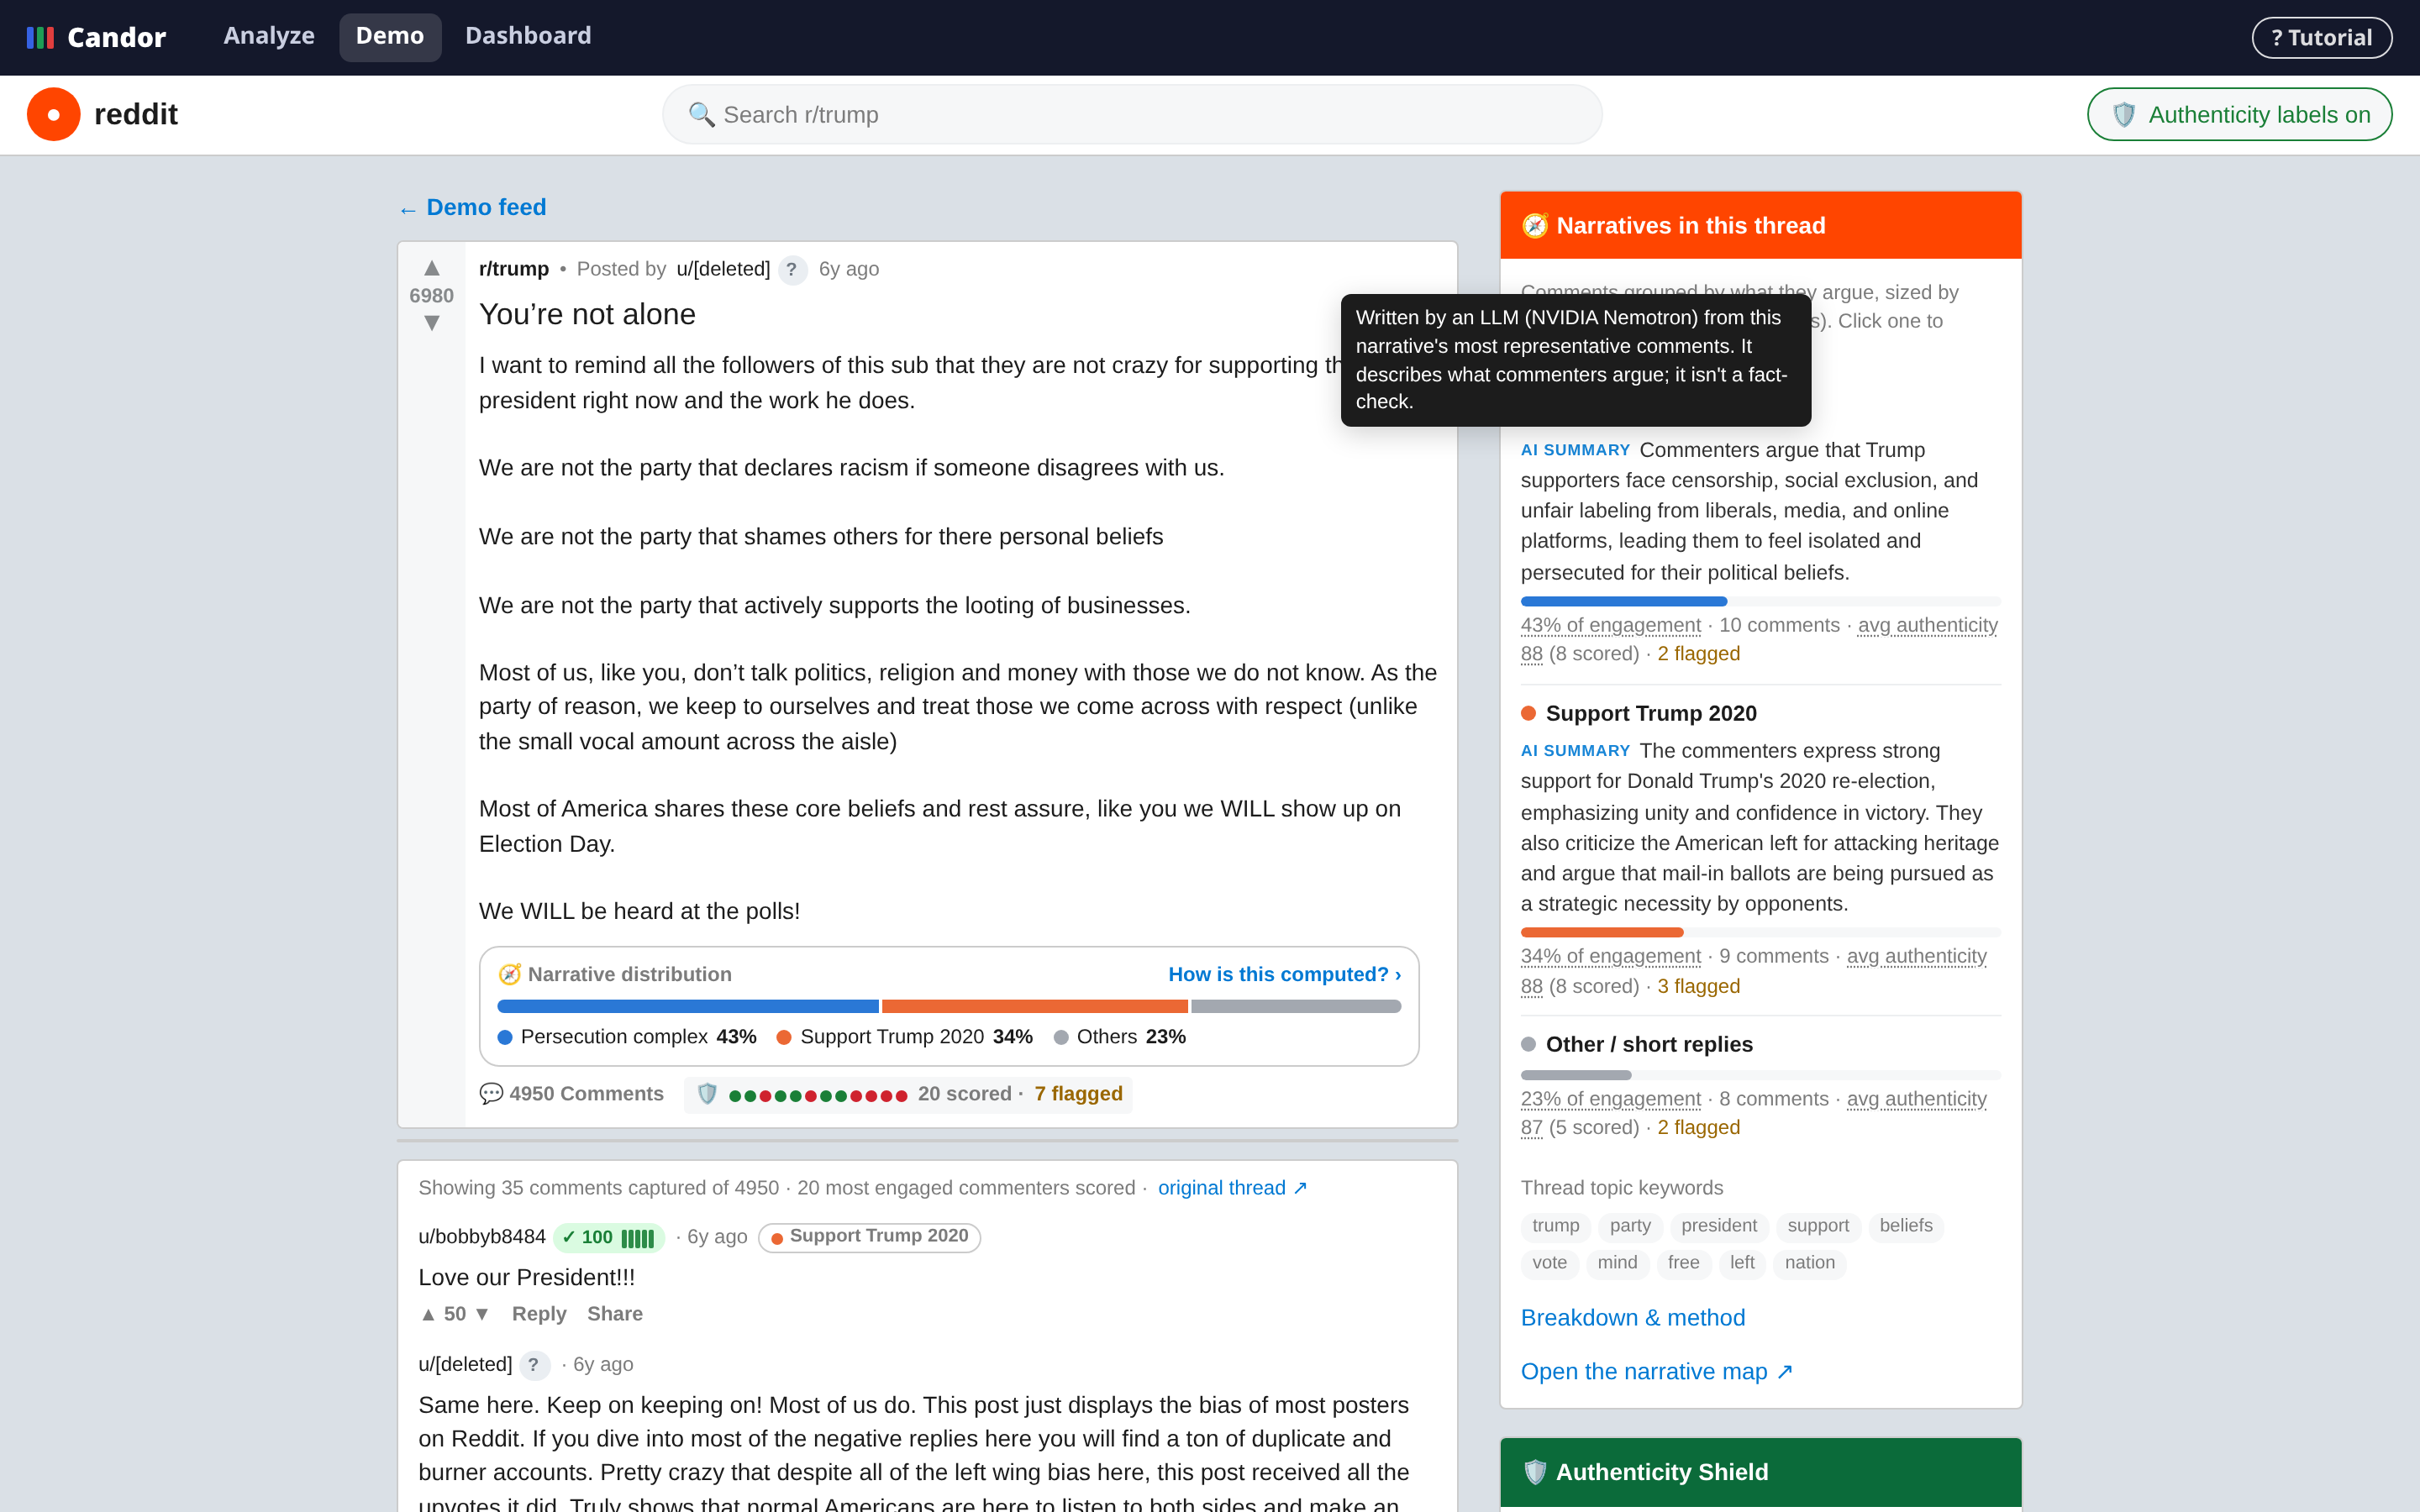 Candor
Analyze
Demo
Dashboard
? Tutorial
reddit
Search r/trump
Authenticity labels on
← Demo feed
6980
r/trump • Posted by u/[deleted] ? 6y ago
You’re not alone
I want to remind all the followers of this sub that they are not crazy for supporting
president right now and the work he does.
We are not the party that declares racism if someone disagrees with us.
We are not the party that shames others for there personal beliefs
We are not the party that actively supports the looting of businesses.
Most of us, like you, don’t talk politics, religion and money with those we do not know. As the
party of reason, we keep to ourselves and treat those we come across with respect (unlike
the small vocal amount across the aisle)
Most of America shares these core beliefs and rest assure, like you we WILL show up on
Election Day.
We WILL be heard at the polls!
Narrative distribution
How is this computed? ›
Persecution complex 43% Support Trump 2020 34% Others 23%
4950 Comments
20 scored · 7 flagged
Showing 35 comments captured of 4950 · 20 most engaged commenters scored · original thread ↗
u/bobbyb8484 ✓ 100 · 6y ago Support Trump 2020
Love our President!!!
▲ 50 ▼ Reply Share
u/[deleted] ? · 6y ago
Same here. Keep on keeping on! Most of us do. This post just displays the bias of most posters
on Reddit. If you dive into most of the negative replies here you will find a ton of duplicate and
burner accounts. Pretty crazy that despite all of the left wing bias here, this post received all the
upvotes it did. Truly shows that normal Americans are here to listen to both sides and make an
Narratives in this thread
Comments grouped by what they argue, sized by
Click one to
Written by an LLM (NVIDIA Nemotron) from this
narrative's most representative comments. It
describes what commenters argue; it isn't a fact-
check.
AI SUMMARY Commenters argue that Trump
supporters face censorship, social exclusion, and
unfair labeling from liberals, media, and online
platforms, leading them to feel isolated and
persecuted for their political beliefs.
43% of engagement · 10 comments · avg authenticity
88 (8 scored) · 2 flagged
Support Trump 2020
AI SUMMARY The commenters express strong
support for Donald Trump's 2020 re-election,
emphasizing unity and confidence in victory. They
also criticize the American left for attacking heritage
and argue that mail-in ballots are being pursued as
a strategic necessity by opponents.
34% of engagement · 9 comments · avg authenticity
88 (8 scored) · 3 flagged
Other / short replies
23% of engagement · 8 comments · avg authenticity
87 (5 scored) · 2 flagged
Thread topic keywords
trump party president support beliefs
vote mind free left nation
Breakdown & method
Open the narrative map ↗
Authenticity Shield